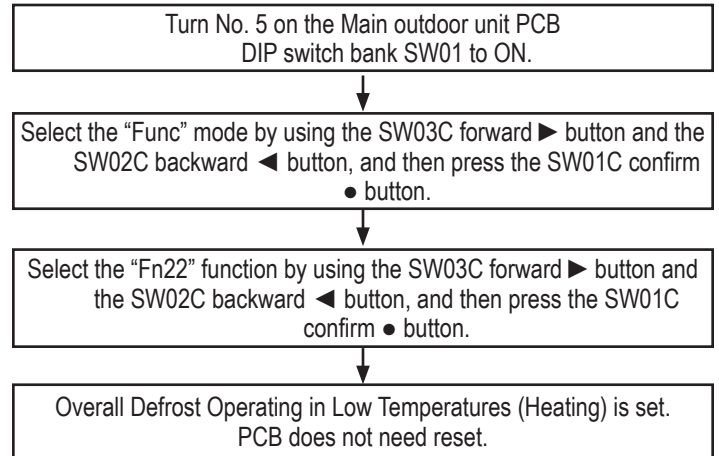 Turn No. 5 on the Main outdoor unit PCB
DIP switch bank SW01 to ON.
Select the “Func” mode by using the SW03C forward ► button and the
SW02C backward ◄ button, and then press the SW01C confirm
● button.
Select the “Fn22” function by using the SW03C forward ► button and
the SW02C backward ◄ button, and then press the SW01C
confirm ● button.
Overall Defrost Operating in Low Temperatures (Heating) is set.
PCB does not need reset.